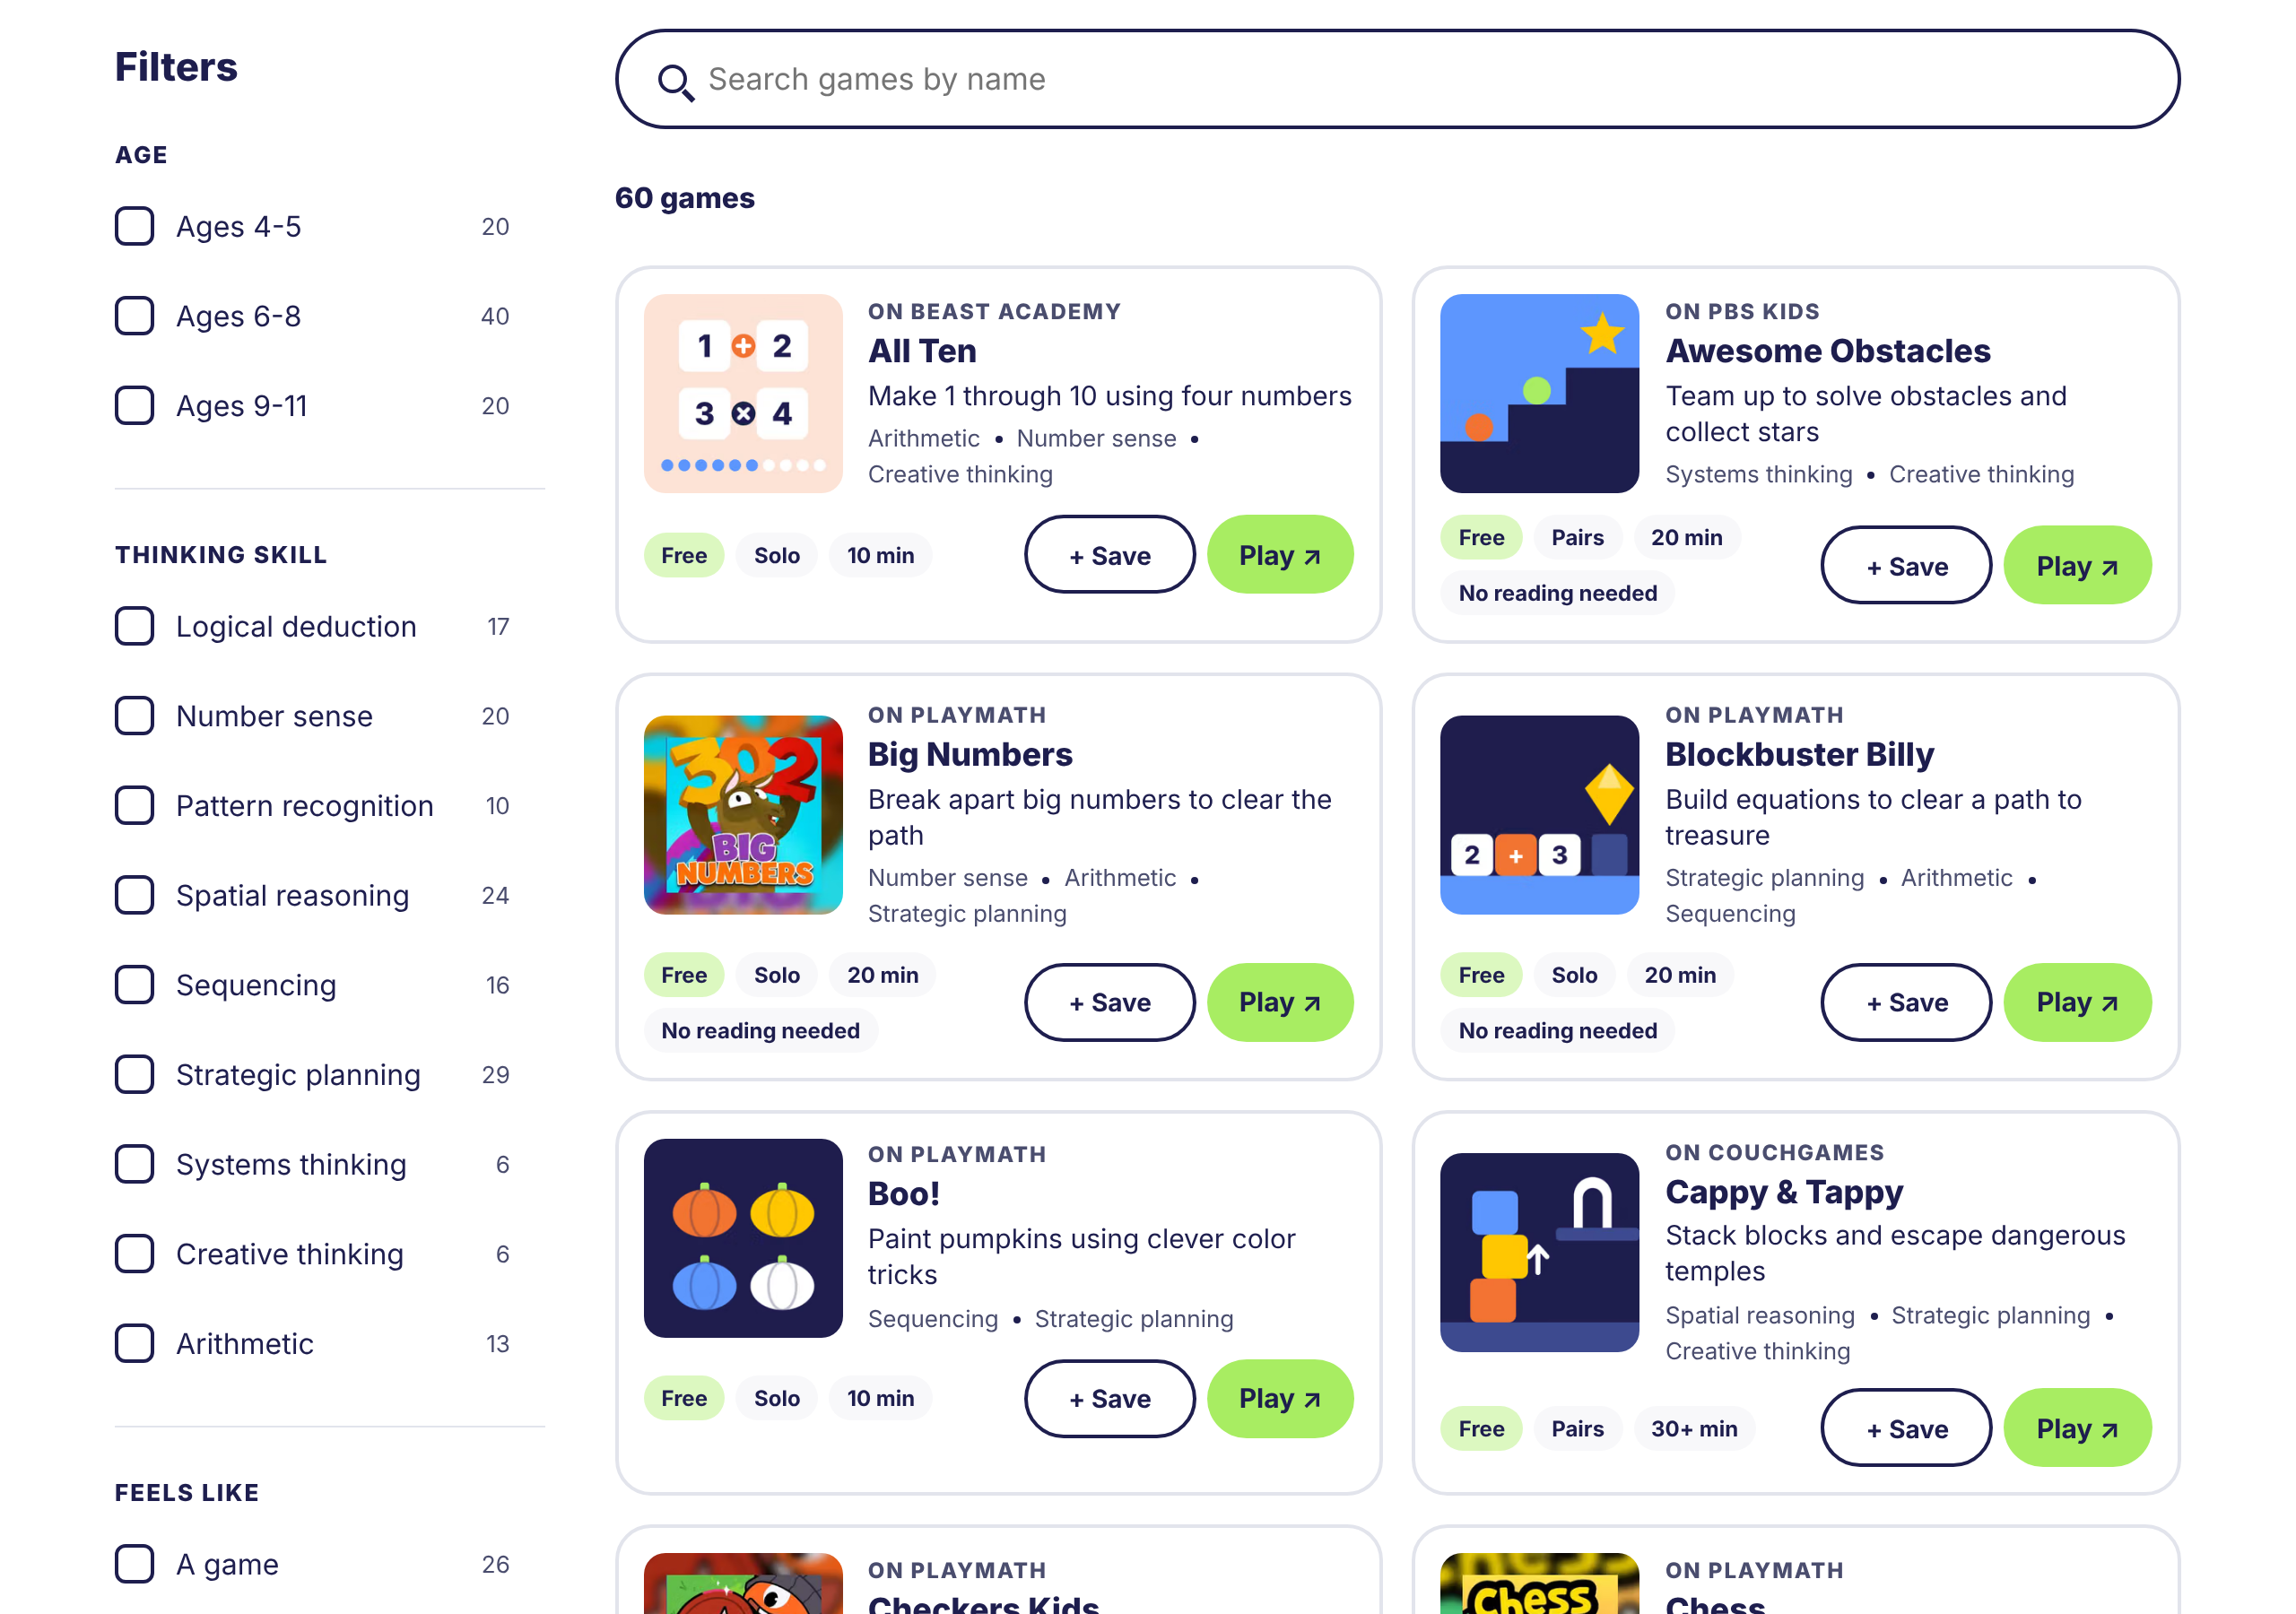 Filters
AGE
Ages 4-5 20
Ages 6-8 40
Ages 9-11 20
THINKING SKILL
Logical deduction 17
Number sense 20
Pattern recognition 10
Spatial reasoning 24
Sequencing 16
Strategic planning 29
Systems thinking 6
Creative thinking 6
Arithmetic 13
FEELS LIKE
A game 26
Search games by name
60 games
1 + 2
3 × 4
ON BEAST ACADEMY
All Ten
Make 1 through 10 using four numbers
Arithmetic • Number sense •
Creative thinking
Free Solo 10 min
+ Save Play ↗
ON PBS KIDS
Awesome Obstacles
Team up to solve obstacles and
collect stars
Systems thinking • Creative thinking
Free Pairs 20 min
No reading needed
+ Save Play ↗
302
BIG
NUMBERS
ON PLAYMATH
Big Numbers
Break apart big numbers to clear the
path
Number sense • Arithmetic •
Strategic planning
Free Solo 20 min
No reading needed
+ Save Play ↗
2 + 3
ON PLAYMATH
Blockbuster Billy
Build equations to clear a path to
treasure
Strategic planning • Arithmetic •
Sequencing
Free Solo 20 min
No reading needed
+ Save Play ↗
ON PLAYMATH
Boo!
Paint pumpkins using clever color
tricks
Sequencing • Strategic planning
Free Solo 10 min
+ Save Play ↗
ON COUCHGAMES
Cappy & Tappy
Stack blocks and escape dangerous
temples
Spatial reasoning • Strategic planning •
Creative thinking
Free Pairs 30+ min
+ Save Play ↗
ON PLAYMATH
Checkers Kids
Chess
ON PLAYMATH
Chess